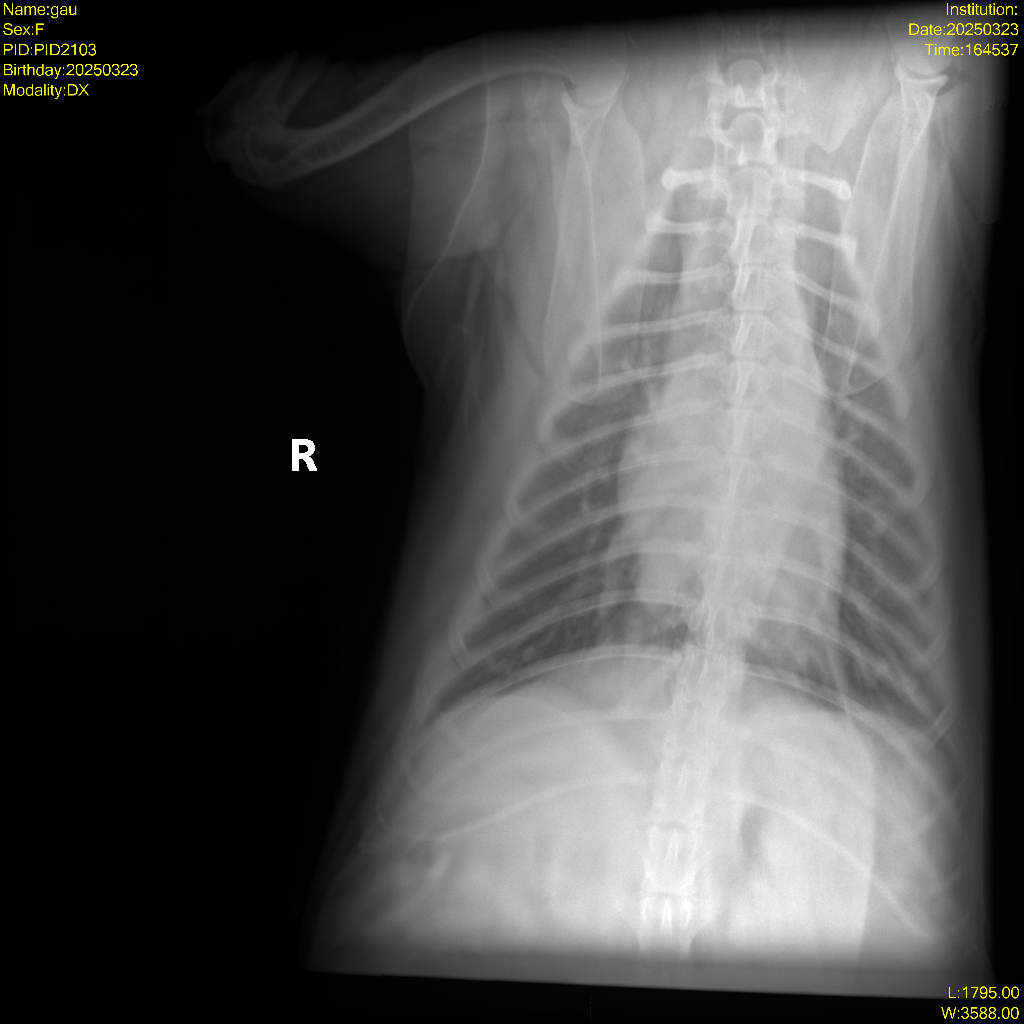 Name:gau
Sex:F
PID:PID2103
Birthday:20250323
Modality:DX
Institution:
Date:20250323
Time:164537
R
L:1795.00
W:3588.00